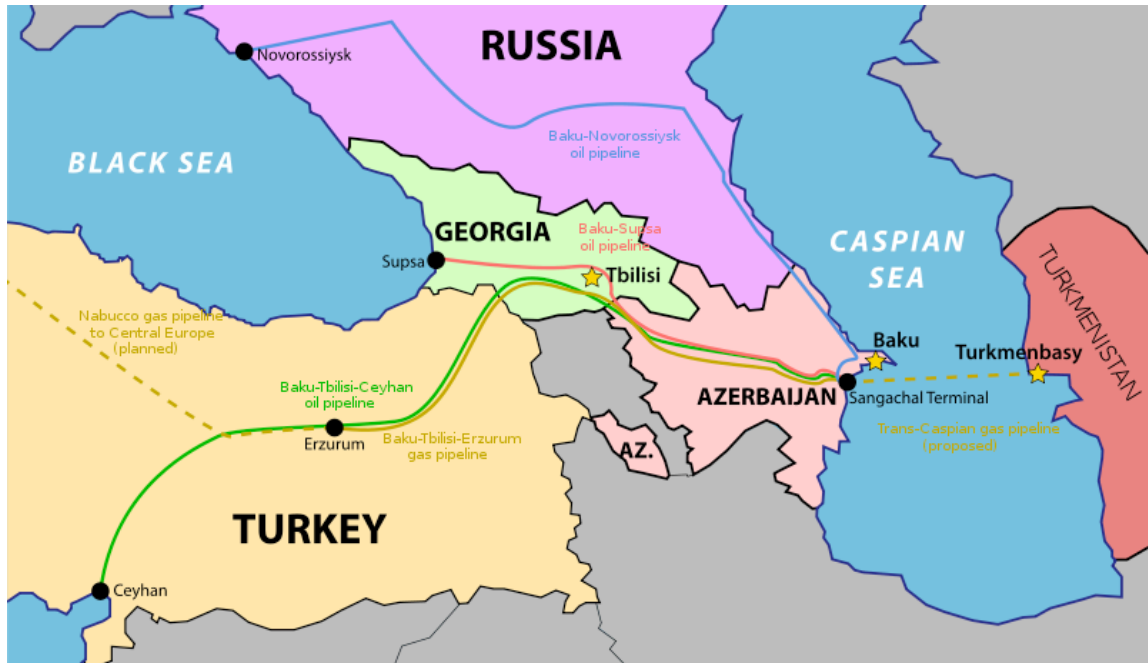 RUSSIA
Novorossiysk
Baku-Novorossiysk
oil pipeline
BLACK SEA
GEORGIA
Baku-Supsa
oil pipeline
Supsa
Tbilisi
CASPIAN
SEA
TURKMENISTAN
Nabucco gas pipeline
to Central Europe
(planned)
Baku
Turkmenbasy
Baku-Tbilisi-Ceyhan
oil pipeline
AZERBAIJAN
Sangachal Terminal
Erzurum
Baku-Tbilisi-Erzurum
gas pipeline
Trans-Caspian gas pipeline
(proposed)
AZ.
TURKEY
Ceyhan